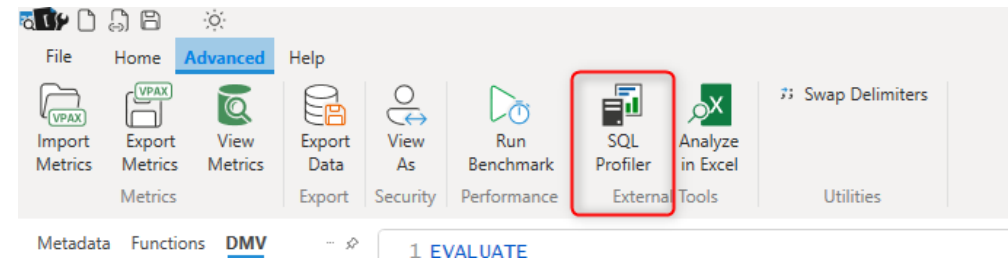 File Home Advanced Help
VPAX VPAX
Import Export View Export View Run SQL Analyze Swap Delimiters
Metrics Metrics Metrics Data As Benchmark Profiler in Excel
Metrics Export Security Performance External Tools Utilities
Metadata Functions DMV
1 EVALUATE